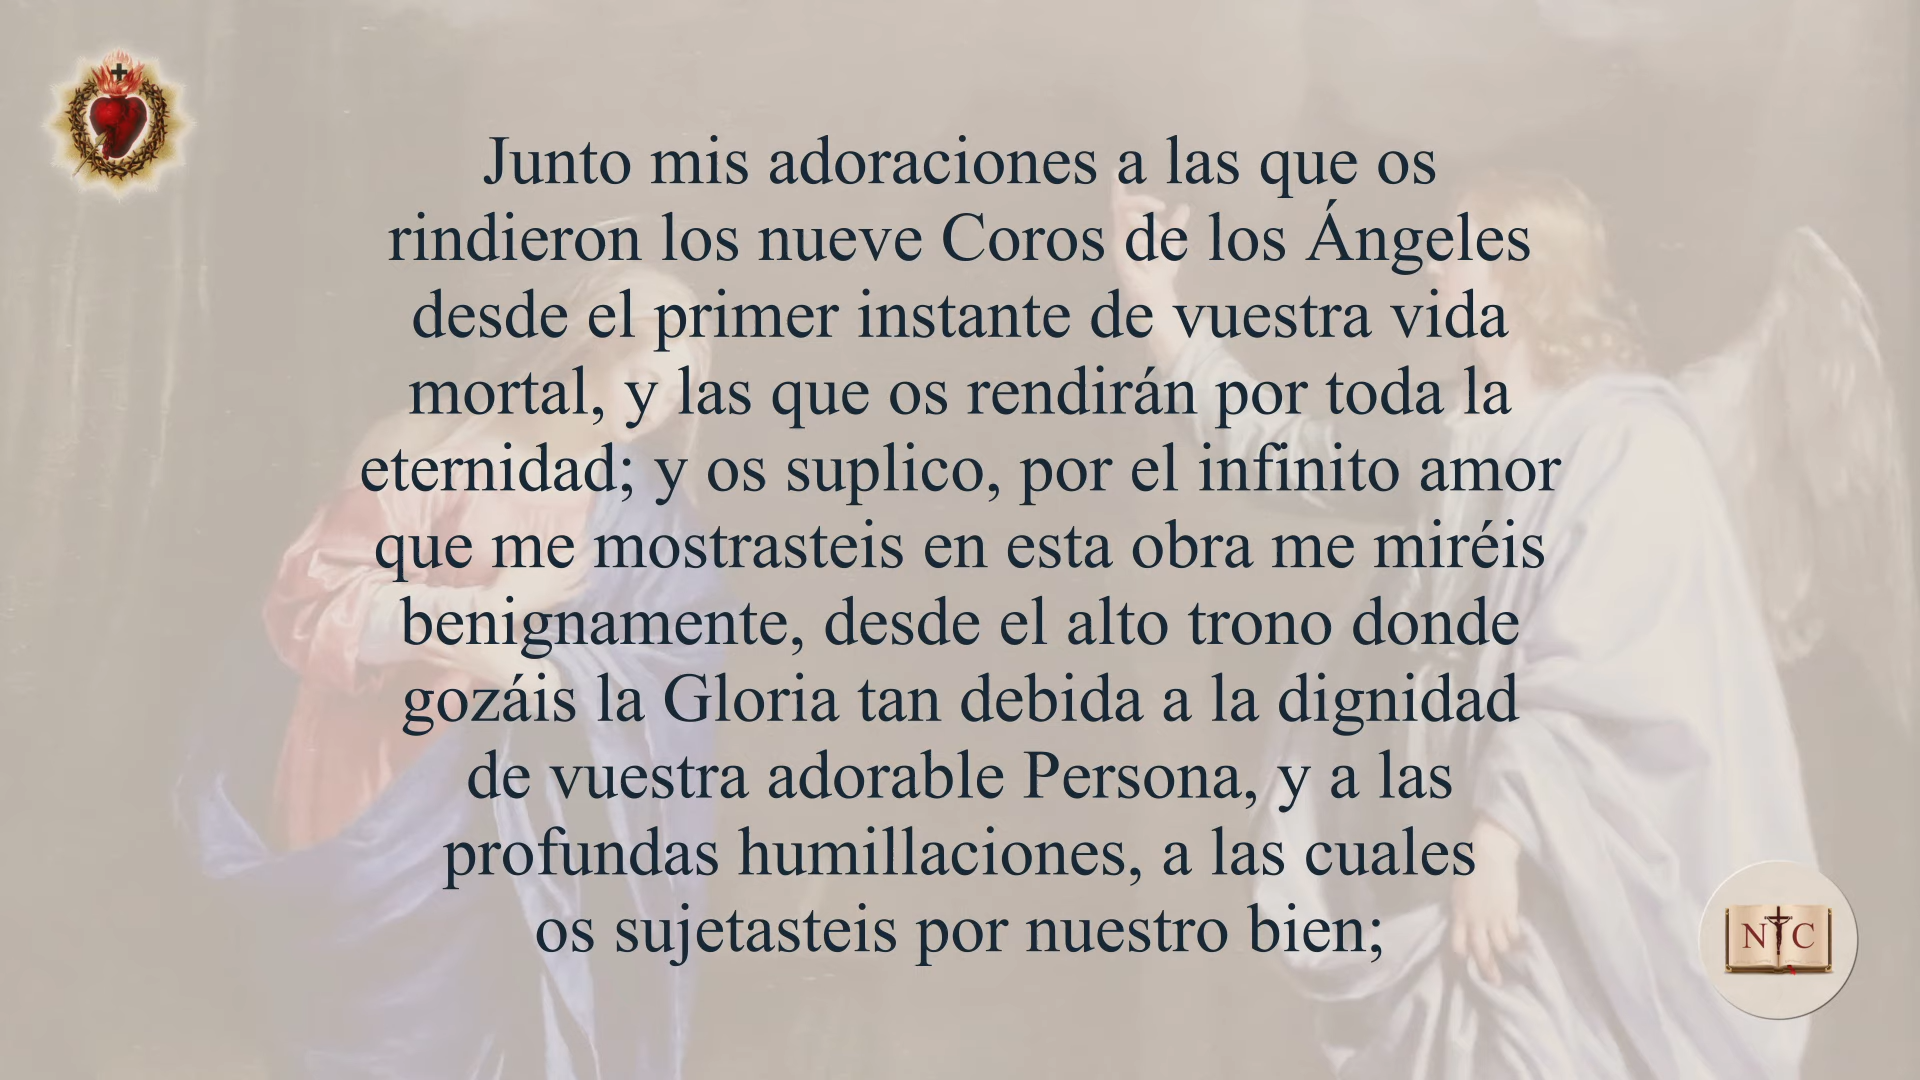 Junto mis adoraciones a las que os
rindieron los nueve Coros de los Ángeles
desde el primer instante de vuestra vida
mortal, y las que os rendirán por toda la
eternidad; y os suplico, por el infinito amor
que me mostrasteis en esta obra me miréis
benignamente, desde el alto trono donde
gozáis la Gloria tan debida a la dignidad
de vuestra adorable Persona, y a las
profundas humillaciones, a las cuales
os sujetasteis por nuestro bien;
N C